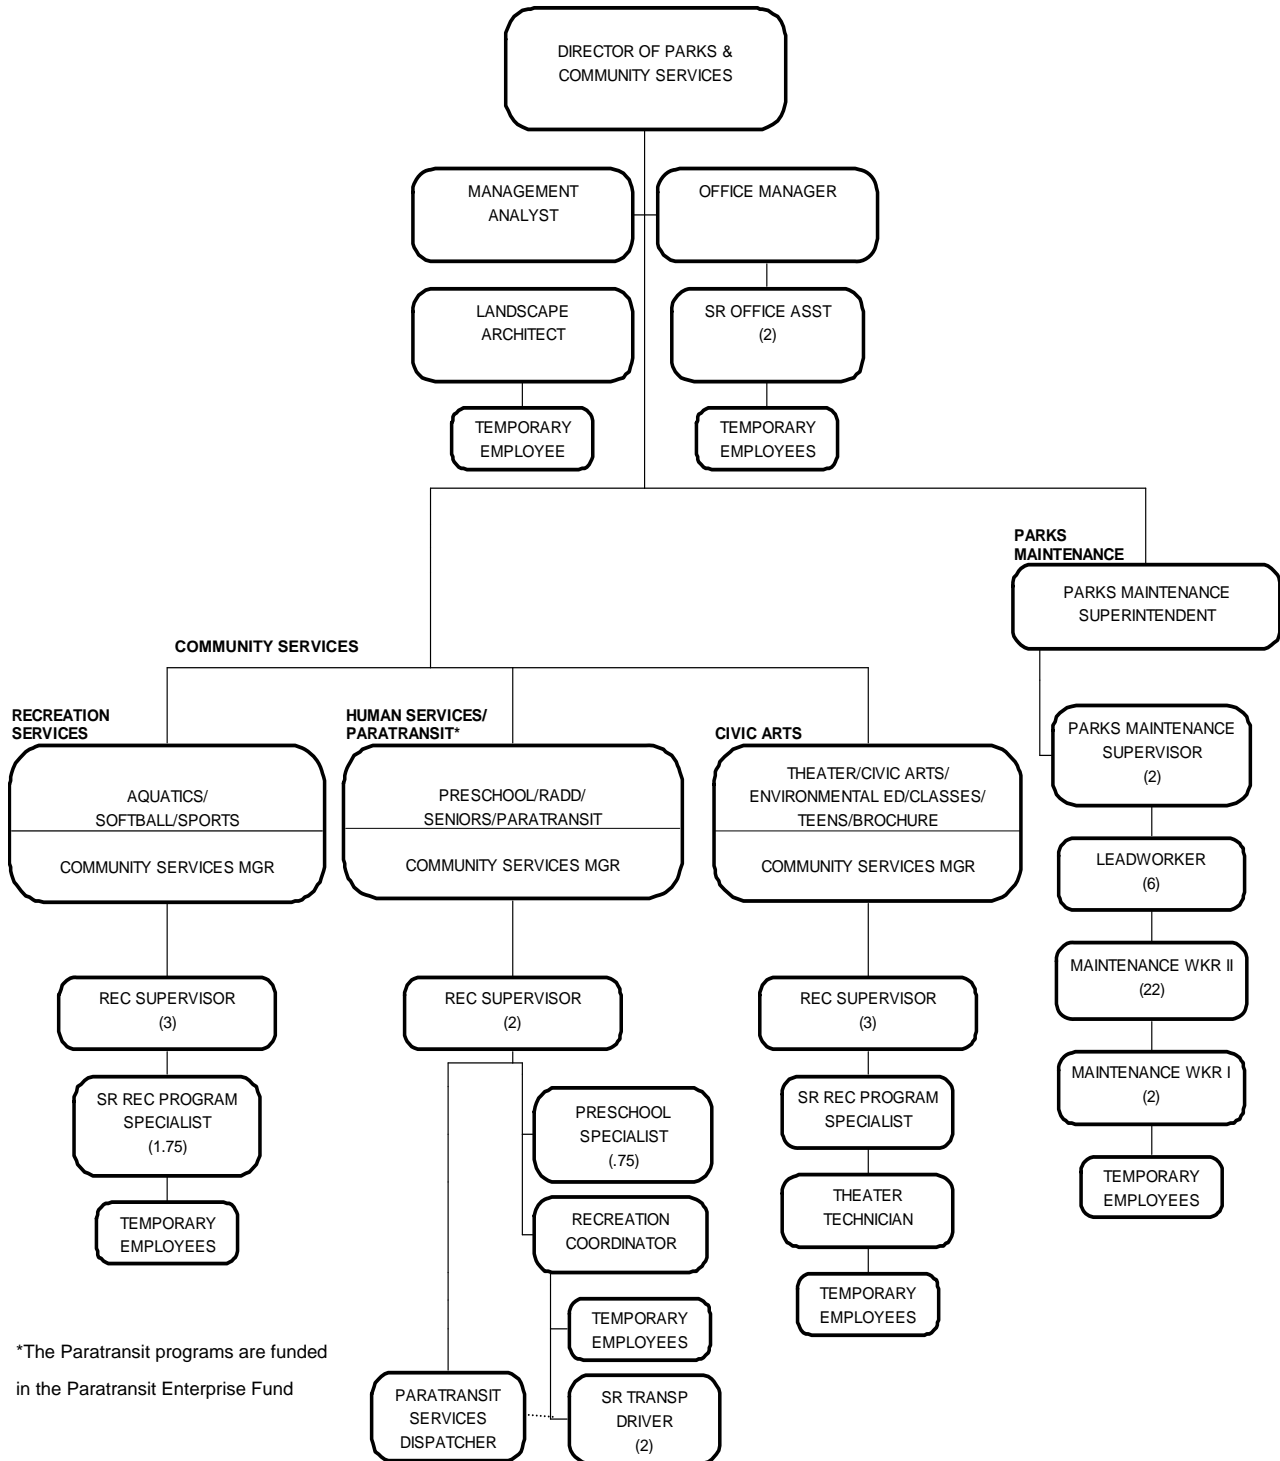 DIRECTOR OF PARKS &
COMMUNITY SERVICES
MANAGEMENT
ANALYST
OFFICE MANAGER
LANDSCAPE
ARCHITECT
SR OFFICE ASST
(2)
TEMPORARY
EMPLOYEE
TEMPORARY
EMPLOYEES
COMMUNITY SERVICES
RECREATION
SERVICES
AQUATICS/
SOFTBALL/SPORTS
COMMUNITY SERVICES MGR
REC SUPERVISOR
(3)
SR REC PROGRAM
SPECIALIST
(1.75)
TEMPORARY
EMPLOYEES
HUMAN SERVICES/
PARATRANSIT*
PRESCHOOL/RADD/
SENIORS/PARATRANSIT
COMMUNITY SERVICES MGR
REC SUPERVISOR
(2)
PRESCHOOL
SPECIALIST
(.75)
RECREATION
COORDINATOR
TEMPORARY
EMPLOYEES
PARATRANSIT
SERVICES
DISPATCHER
SR TRANSP
DRIVER
(2)
CIVIC ARTS
THEATER/CIVIC ARTS/
ENVIRONMENTAL ED/CLASSES/
TEENS/BROCHURE
COMMUNITY SERVICES MGR
REC SUPERVISOR
(3)
SR REC PROGRAM
SPECIALIST
THEATER
TECHNICIAN
TEMPORARY
EMPLOYEES
PARKS
MAINTENANCE
PARKS MAINTENANCE
SUPERINTENDENT
PARKS MAINTENANCE
SUPERVISOR
(2)
LEADWORKER
(6)
MAINTENANCE WKR II
(22)
MAINTENANCE WKR I
(2)
TEMPORARY
EMPLOYEES
*The Paratransit programs are funded
in the Paratransit Enterprise Fund